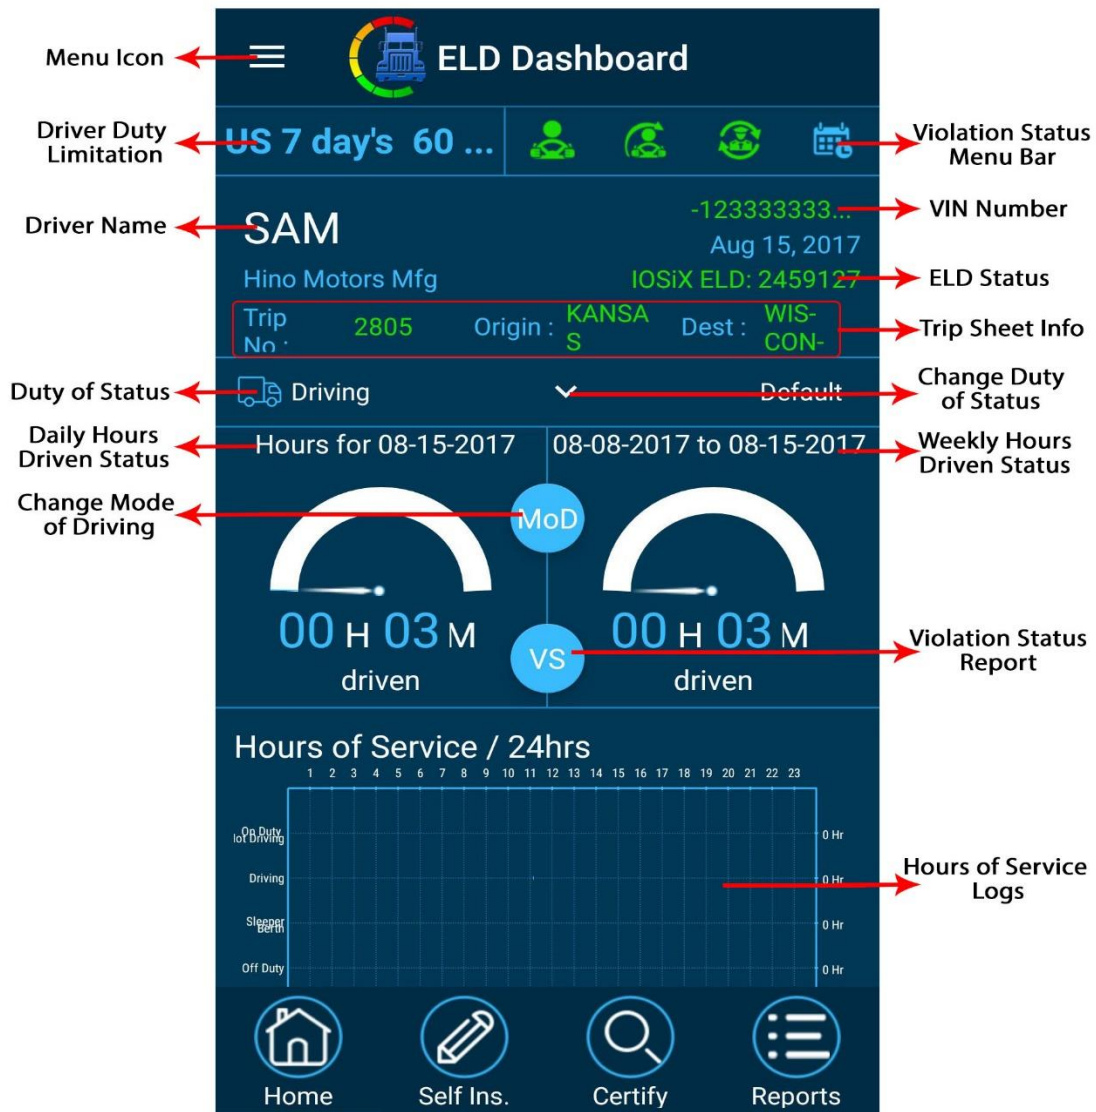 Menu Icon
ELD Dashboard
Driver Duty
Limitation
US 7 day's 60 ...
Violation Status
Menu Bar
Driver Name
SAM
-123333333...
VIN Number
Aug 15, 2017
Hino Motors Mfg
IOSiX ELD: 2459127
ELD Status
Trip
No :
2805
Origin :
KANSA
S
Dest :
WIS-
CON-
Trip Sheet Info
Duty of Status
Driving
Default
Change Duty
of Status
Daily Hours
Driven Status
Hours for 08-15-2017
08-08-2017 to 08-15-2017
Weekly Hours
Driven Status
Change Mode
of Driving
MoD
00 H 03 M
driven
VS
00 H 03 M
driven
Violation Status
Report
Hours of Service / 24hrs
1 2 3 4 5 6 7 8 9 10 11 12 13 14 15 16 17 18 19 20 21 22 23
On Duty
lot Driving
0 Hr
Driving
0 Hr
Sleeper
Berth
0 Hr
Off Duty
0 Hr
Hours of Service
Logs
Home
Self Ins.
Certify
Reports